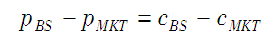 p_BS − p_MKT = c_BS − c_MKT